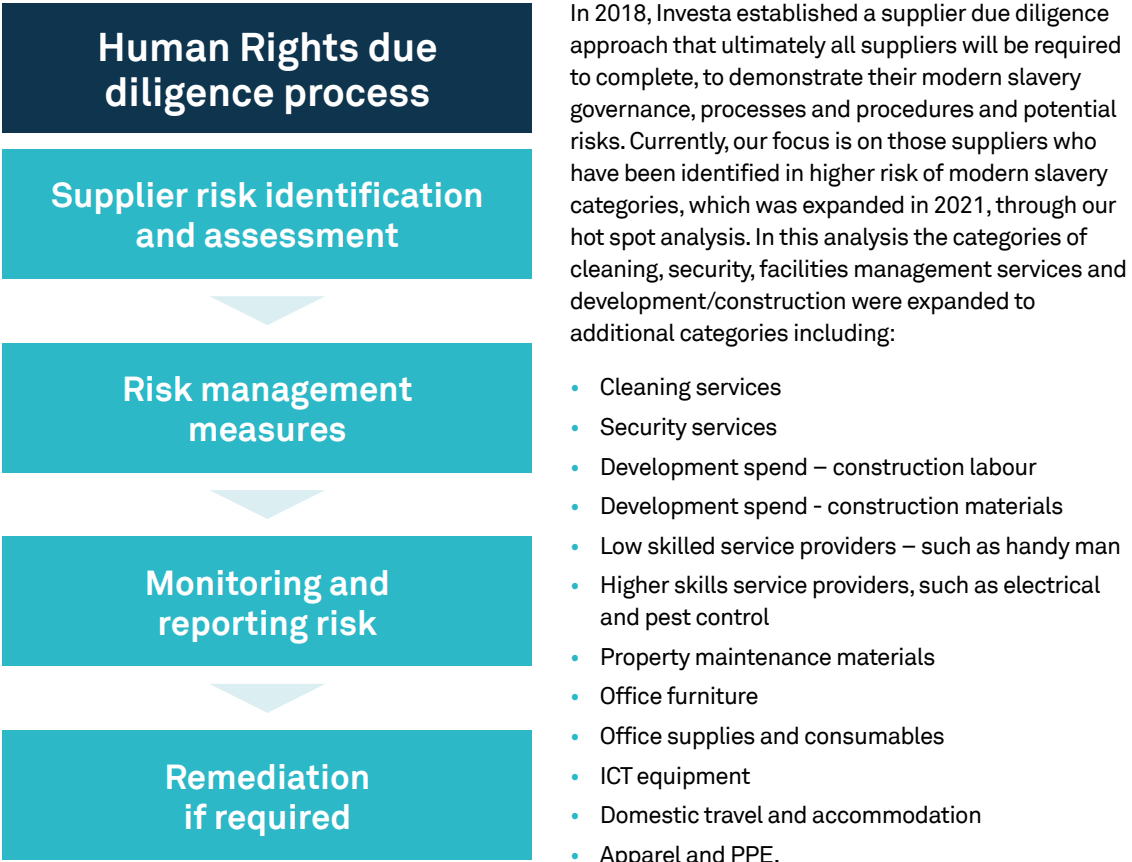 Human Rights due
diligence process
Supplier risk identification
and assessment
Risk management
measures
Monitoring and
reporting risk
Remediation
if required
In 2018, Investa established a supplier due diligence
approach that ultimately all suppliers will be required
to complete, to demonstrate their modern slavery
governance, processes and procedures and potential
risks. Currently, our focus is on those suppliers who
have been identified in higher risk of modern slavery
categories, which was expanded in 2021, through our
hot spot analysis. In this analysis the categories of
cleaning, security, facilities management services and
development/construction were expanded to
additional categories including:
• Cleaning services
• Security services
• Development spend – construction labour
• Development spend - construction materials
• Low skilled service providers – such as handy man
• Higher skills service providers, such as electrical
and pest control
• Property maintenance materials
• Office furniture
• Office supplies and consumables
• ICT equipment
• Domestic travel and accommodation
• Apparel and PPE.